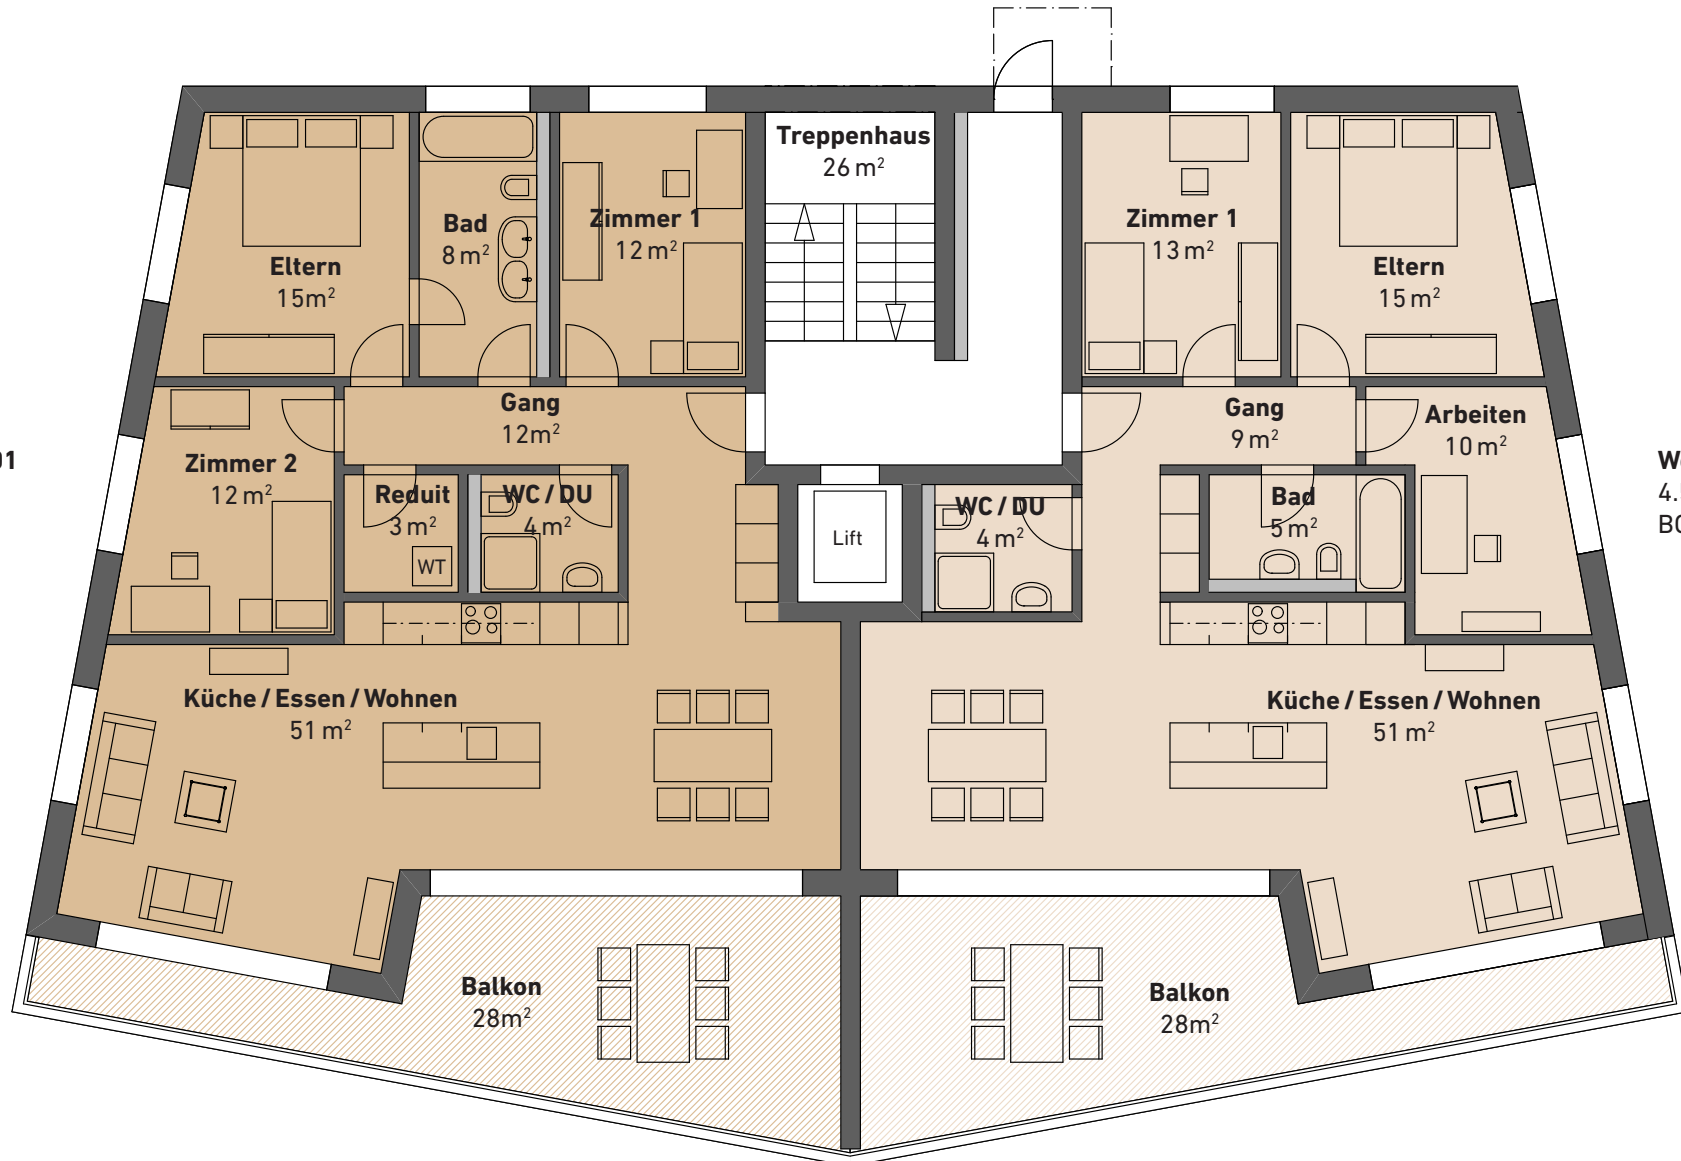 Treppenhaus
26 m²
Eltern
15m²
Bad
8 m²
Zimmer 1
12 m²
Zimmer 1
13 m²
Eltern
15 m²
Gang
12m²
Gang
9 m²
Arbeiten
10 m²
01
Zimmer 2
12 m²
Reduit
3 m²
WT
WC / DU
4 m²
Lift
WC / DU
4 m²
Bad
5 m²
4.
Küche / Essen / Wohnen
51 m²
Küche / Essen / Wohnen
51 m²
Balkon
28m²
Balkon
28m²